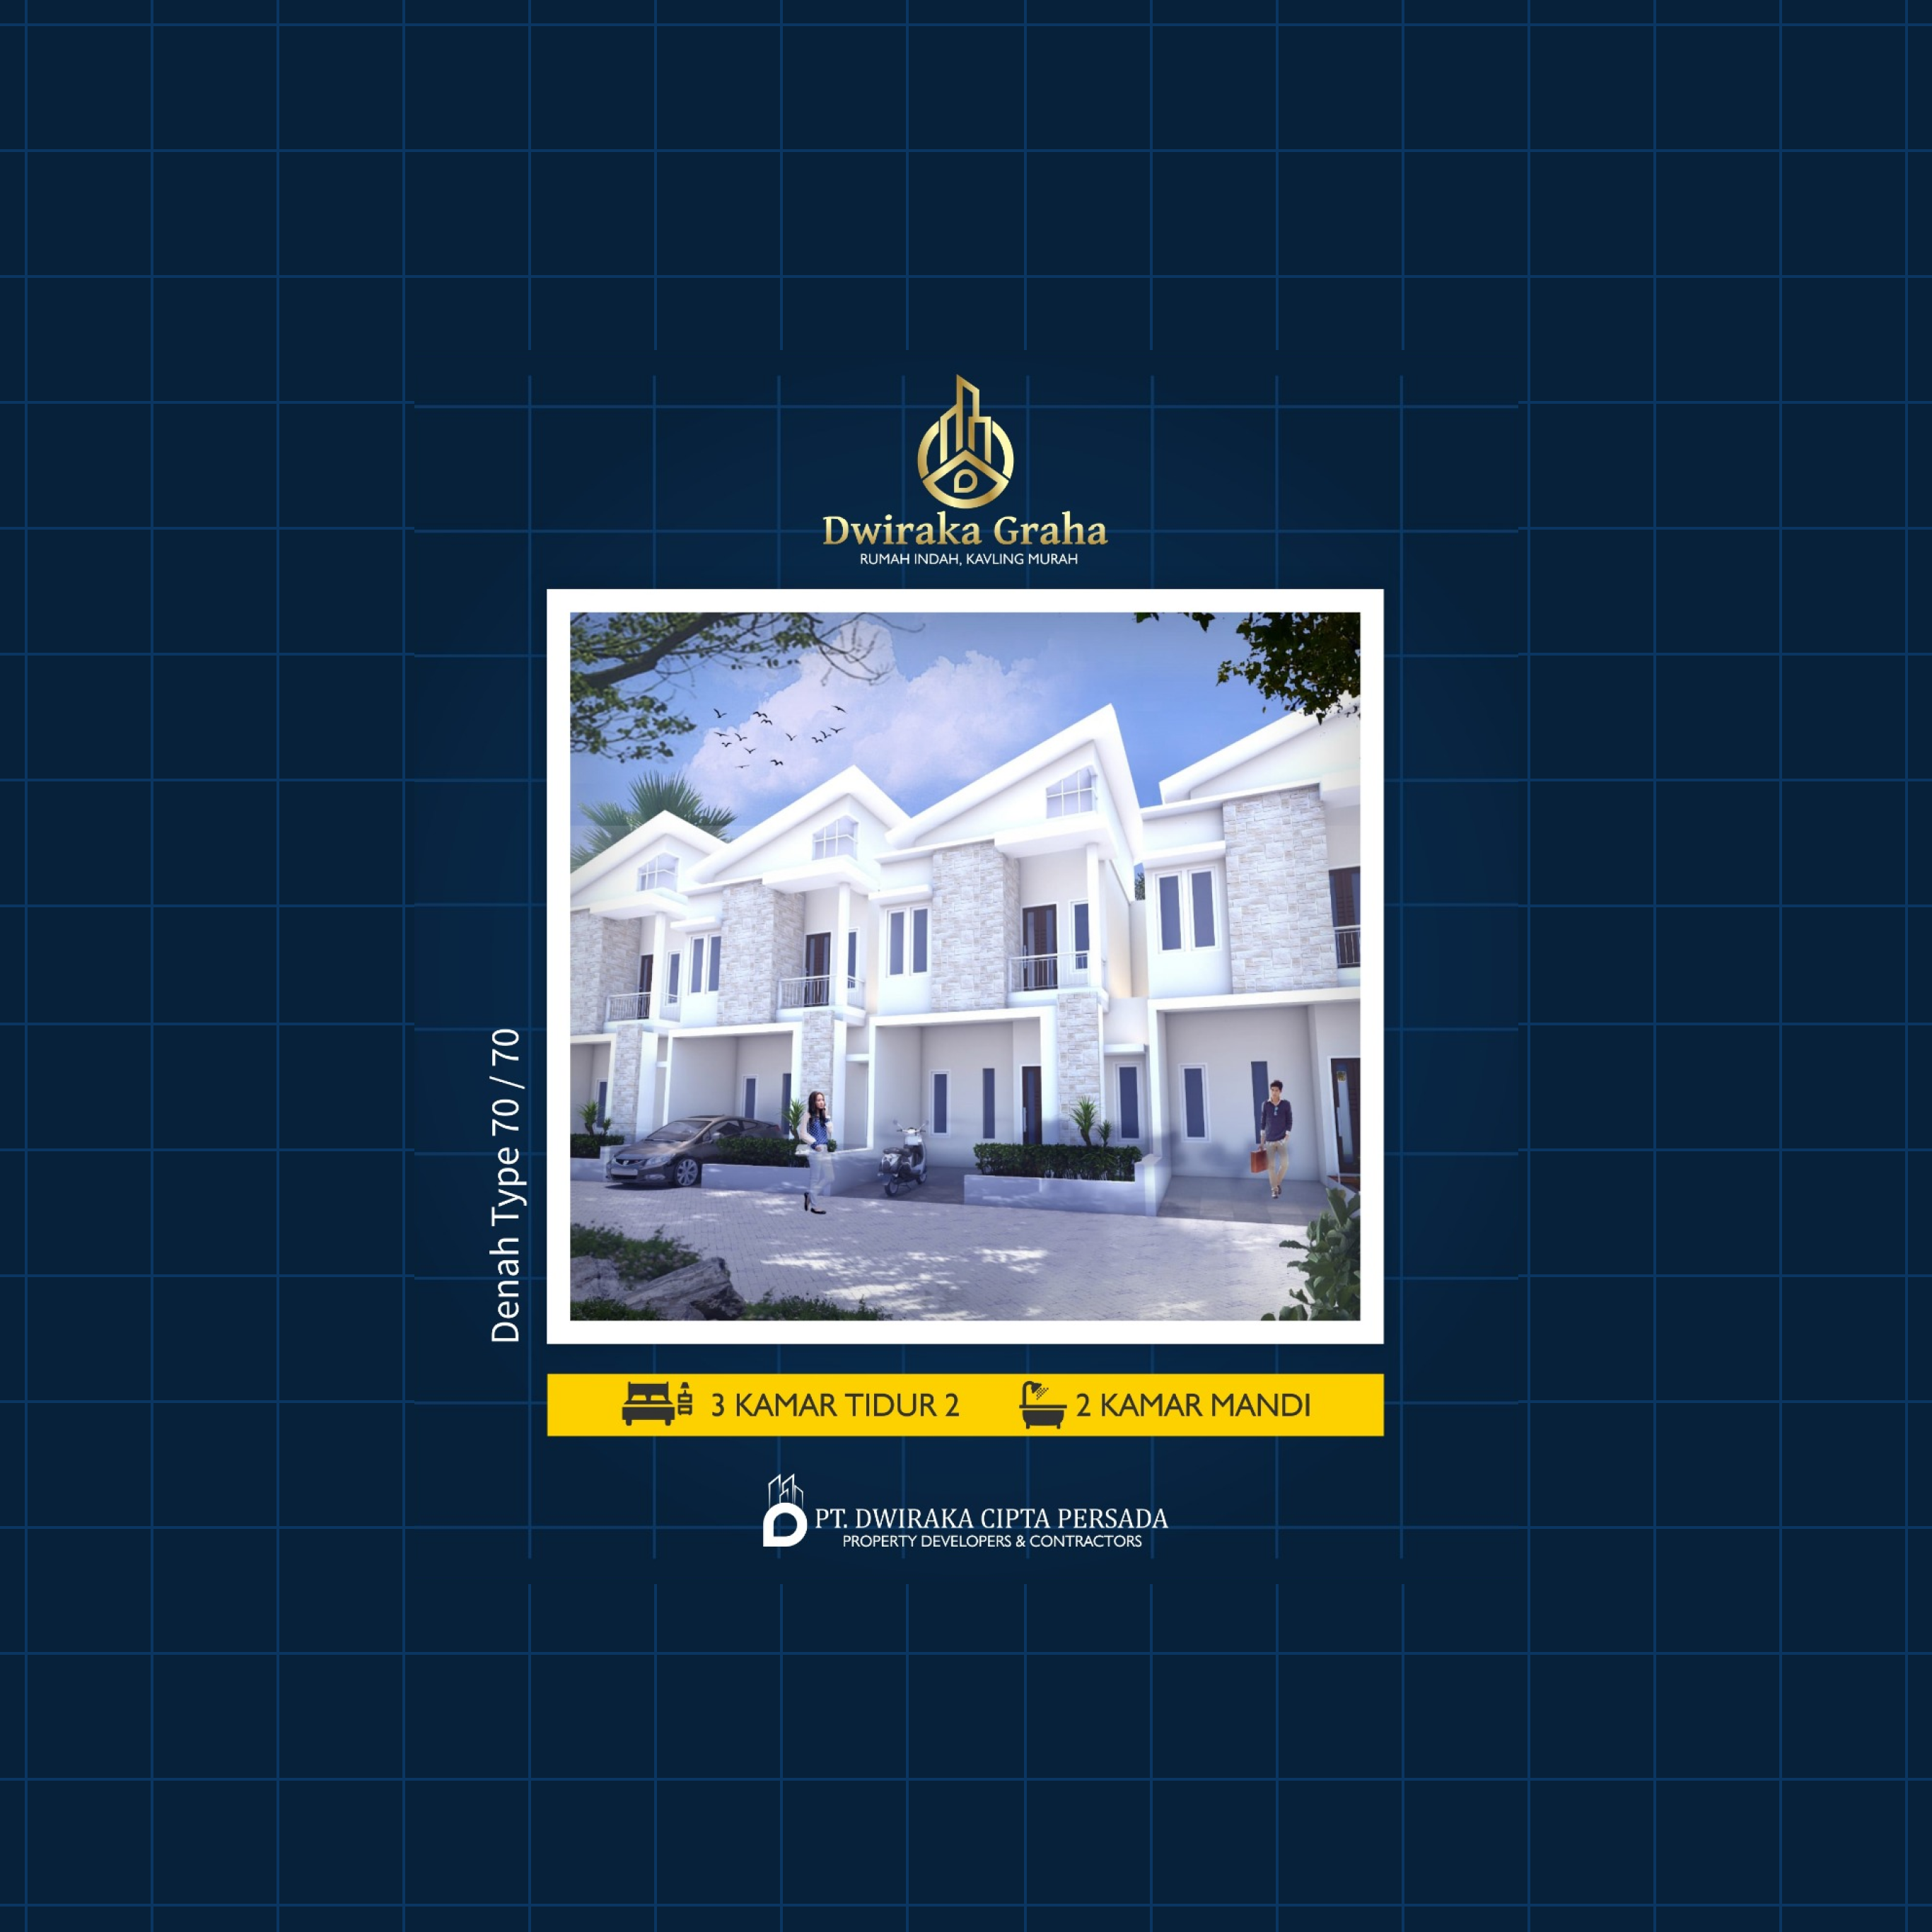 Dwiraka Graha
RUMAH INDAH, KAVLING MURAH
Denah Type 70 / 70
3 KAMAR TIDUR 2
2 KAMAR MANDI
PT. DWIRAKA CIPTA PERSADA
PROPERTY DEVELOPERS & CONTRACTORS